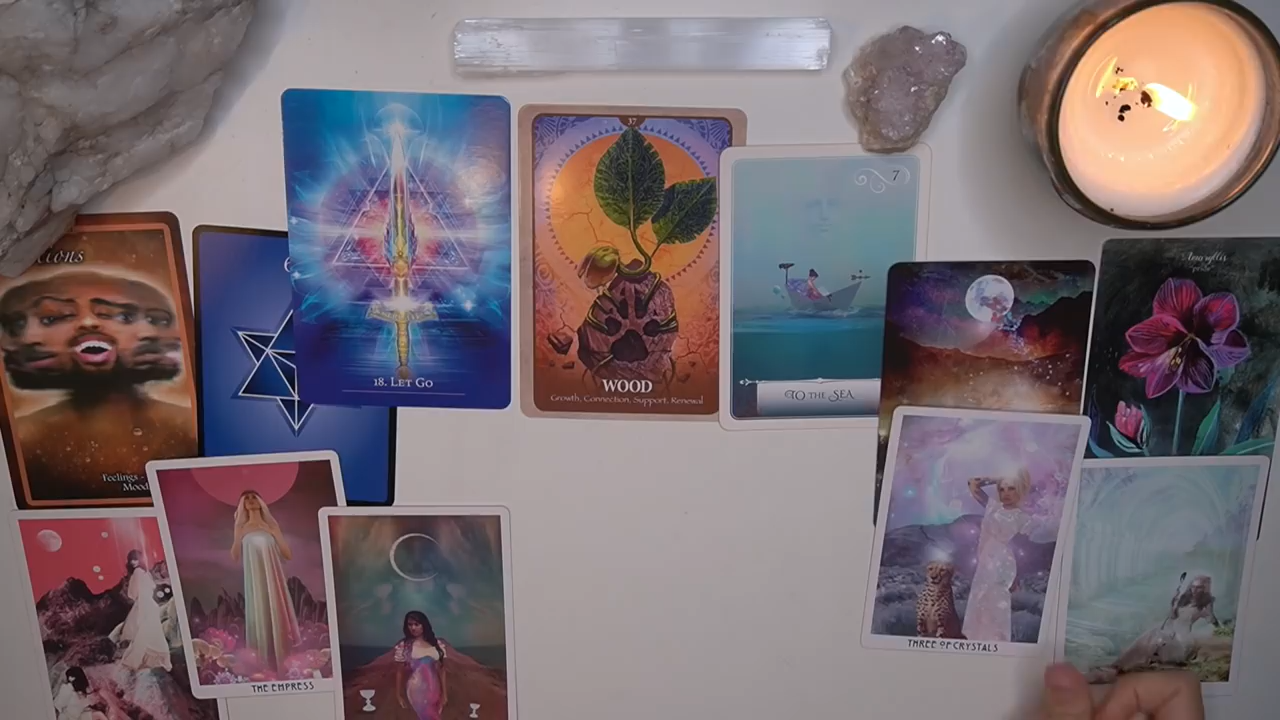 18. LET GO
37
WOOD
Growth, Connection, Support, Renewal
7
TO THE SEA
Feelings -
Mood
Amaryllis
THE EMPRESS
THREE OF CRYSTALS